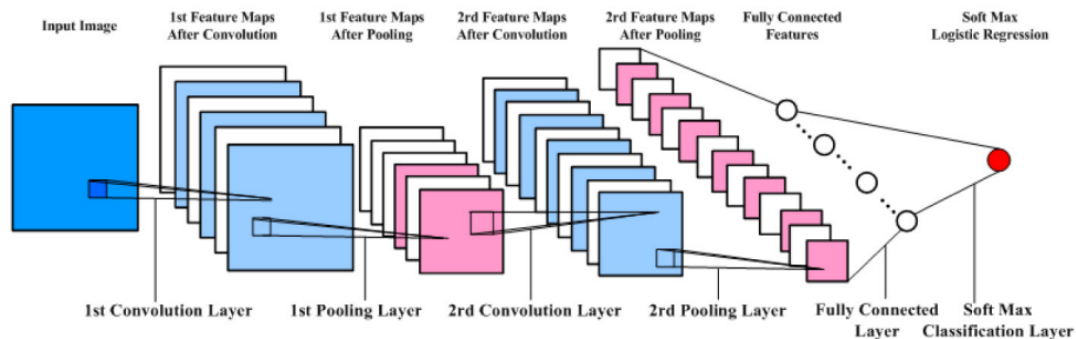 Input Image
1st Feature Maps
After Convolution
1st Feature Maps
After Pooling
2rd Feature Maps
After Convolution
2rd Feature Maps
After Pooling
Fully Connected
Features
Soft Max
Logistic Regression
1st Convolution Layer
1st Pooling Layer
2rd Convolution Layer
2rd Pooling Layer
Fully Connected
Layer
Soft Max
Classification Layer